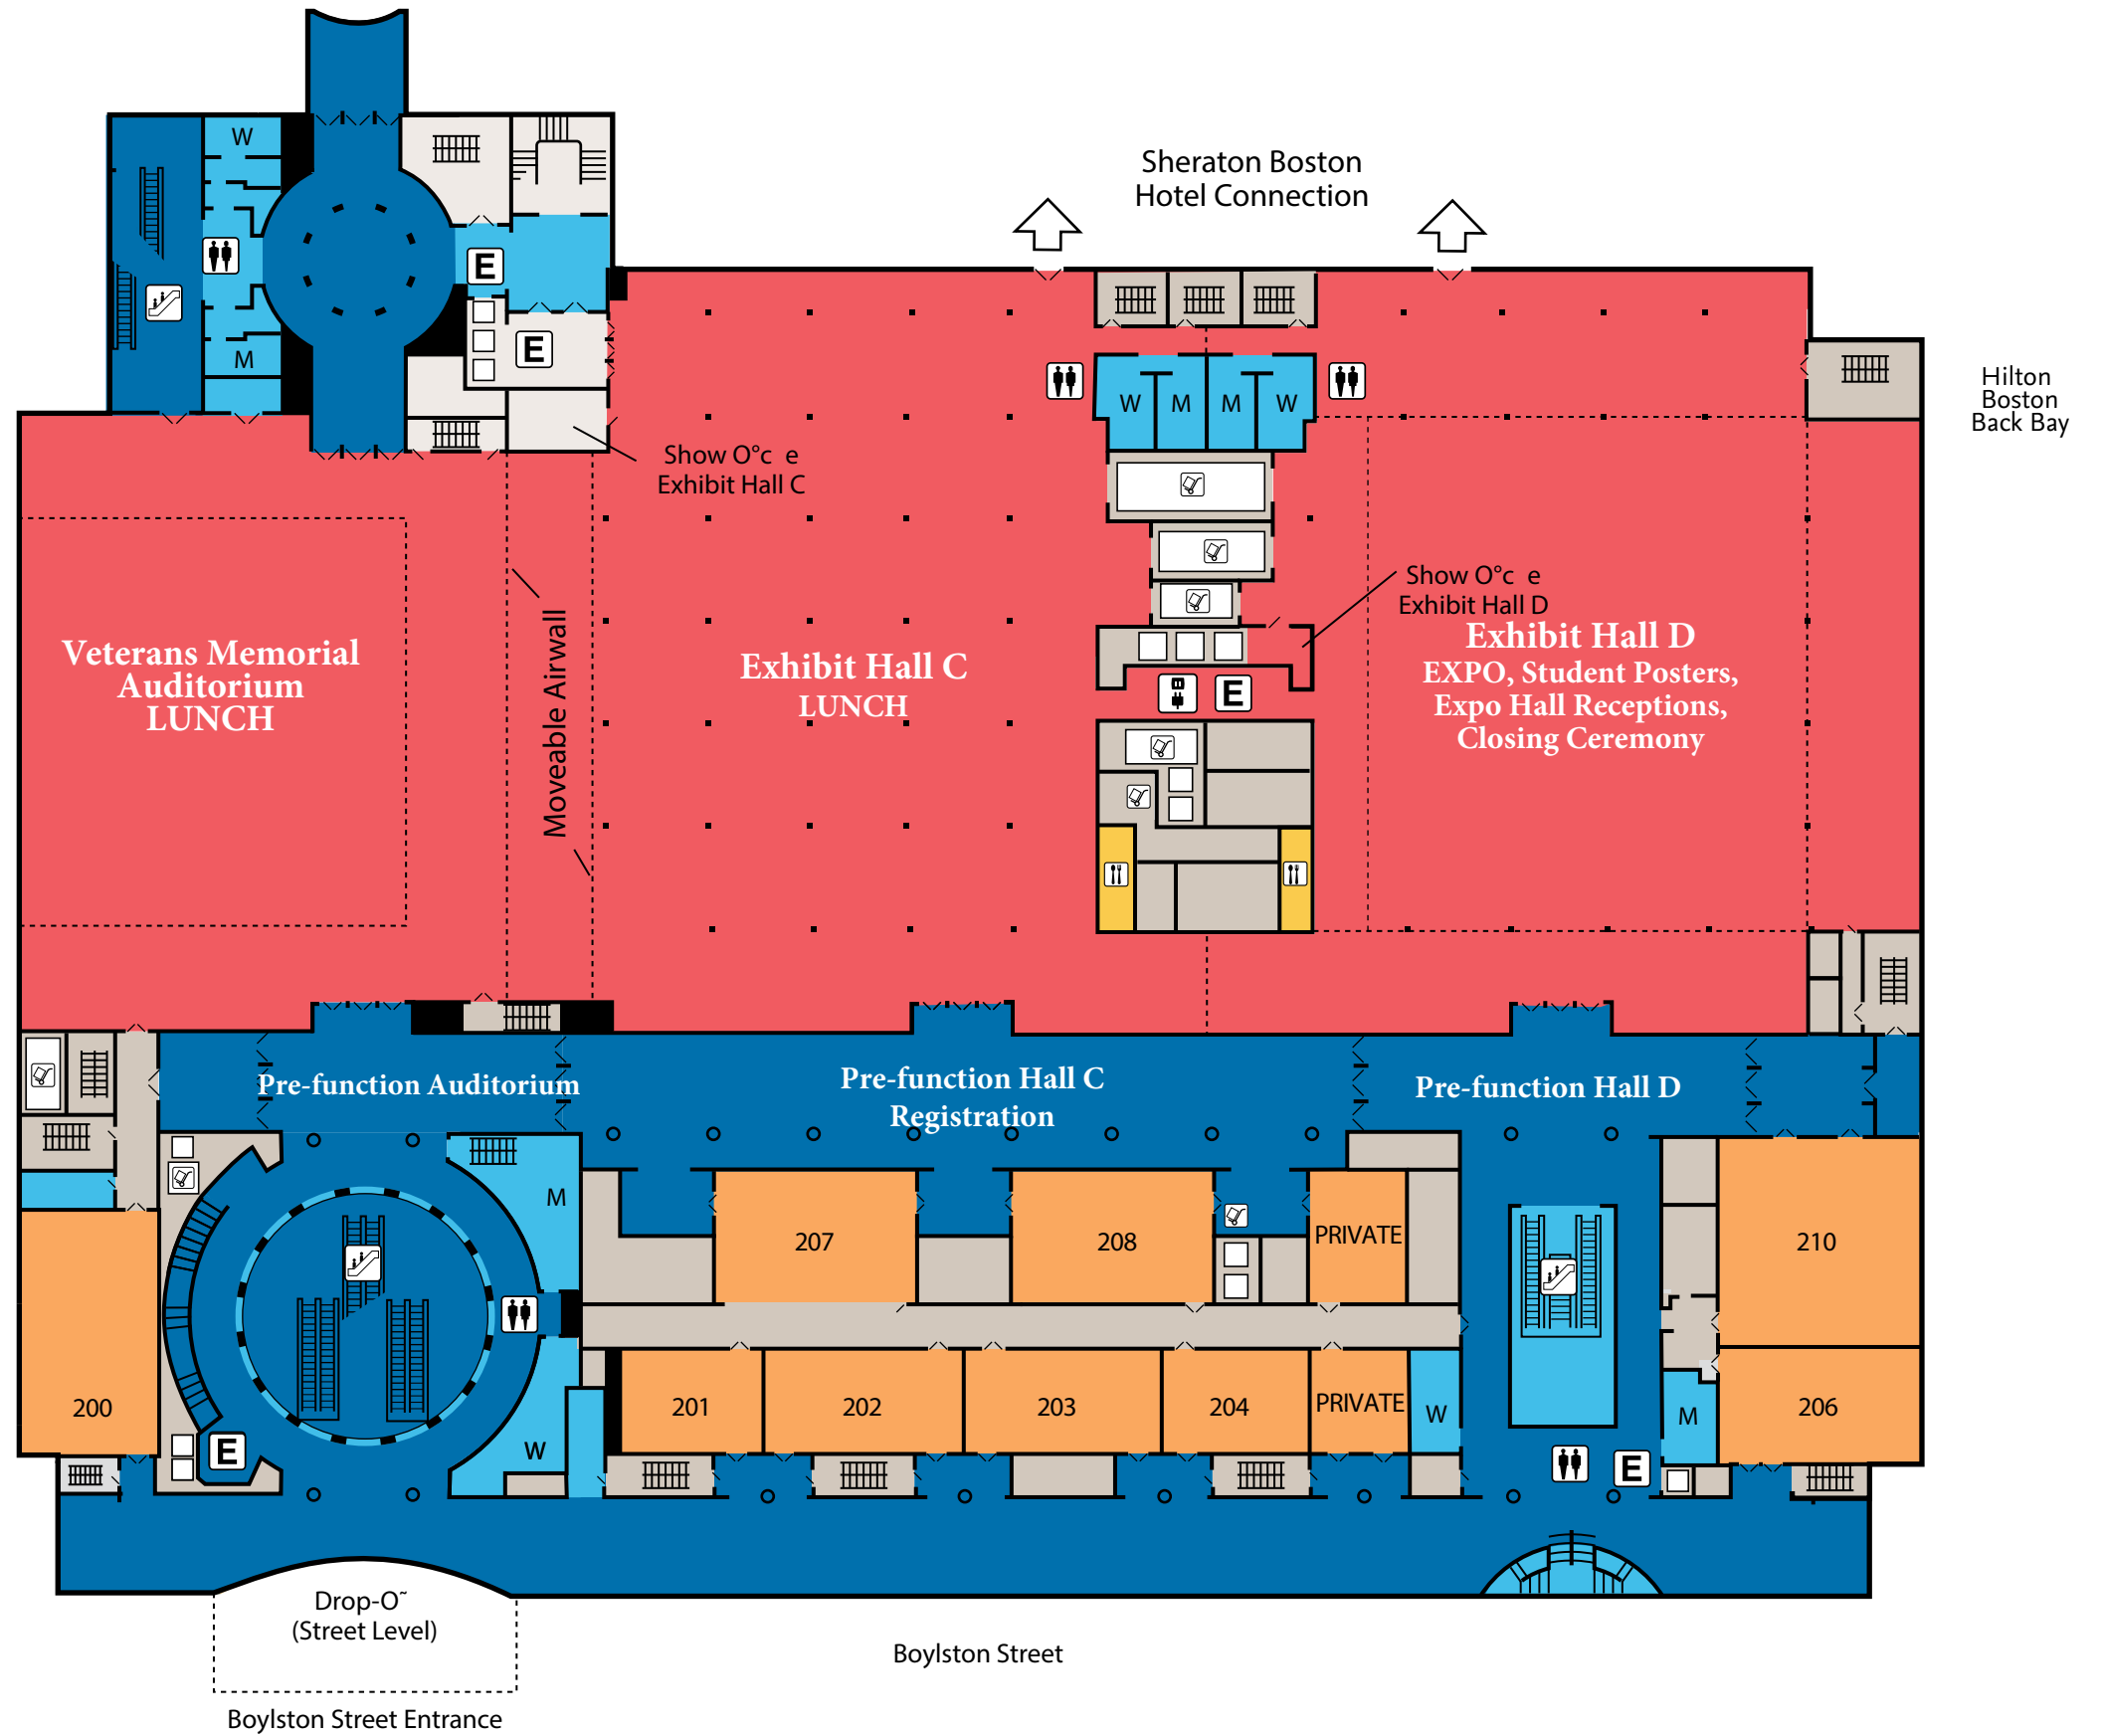 W
Sheraton Boston
Hotel Connection
E
E
M
Hilton
Boston
Back Bay
W
M
M
W
Show O°c e
Exhibit Hall C
Show O°c e
Exhibit Hall D
Veterans Memorial
Auditorium
LUNCH
Moveable Airwall
Exhibit Hall C
LUNCH
Exhibit Hall D
EXPO, Student Posters,
Expo Hall Receptions,
Closing Ceremony
E
Pre-function Auditorium
Pre-function Hall C
Registration
Pre-function Hall D
M
207
208
PRIVATE
210
200
201
202
203
204
PRIVATE
W
M
206
E
W
E
Drop-O˜
(Street Level)
Boylston Street
Boylston Street Entrance